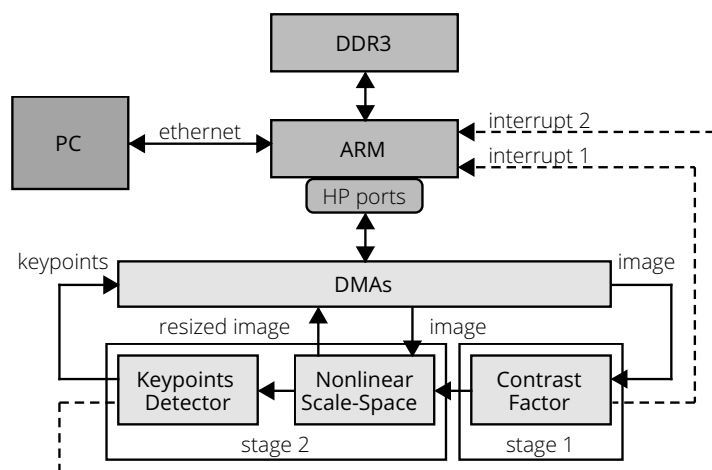 DDR3
interrupt 2
ethernet
PC
ARM
interrupt 1
HP ports
keypoints
image
DMAs
resized image
image
Keypoints
Detector
Nonlinear
Scale-Space
Contrast
Factor
stage 2
stage 1